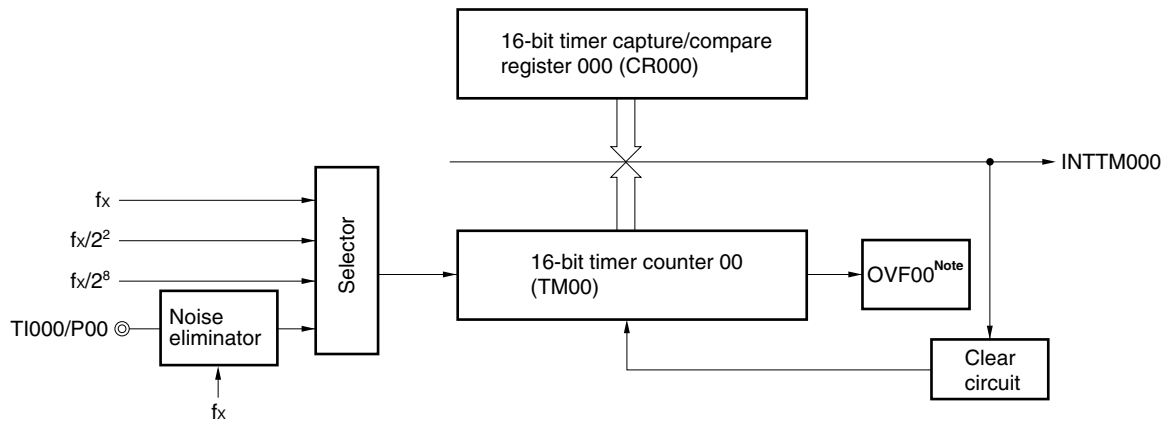 16-bit timer capture/compare
register 000 (CR000)
INTTM000
fx
fx/2²
fx/2⁸
TI000/P00
Noise
eliminator
fx
Selector
16-bit timer counter 00
(TM00)
OVF00Note
Clear
circuit